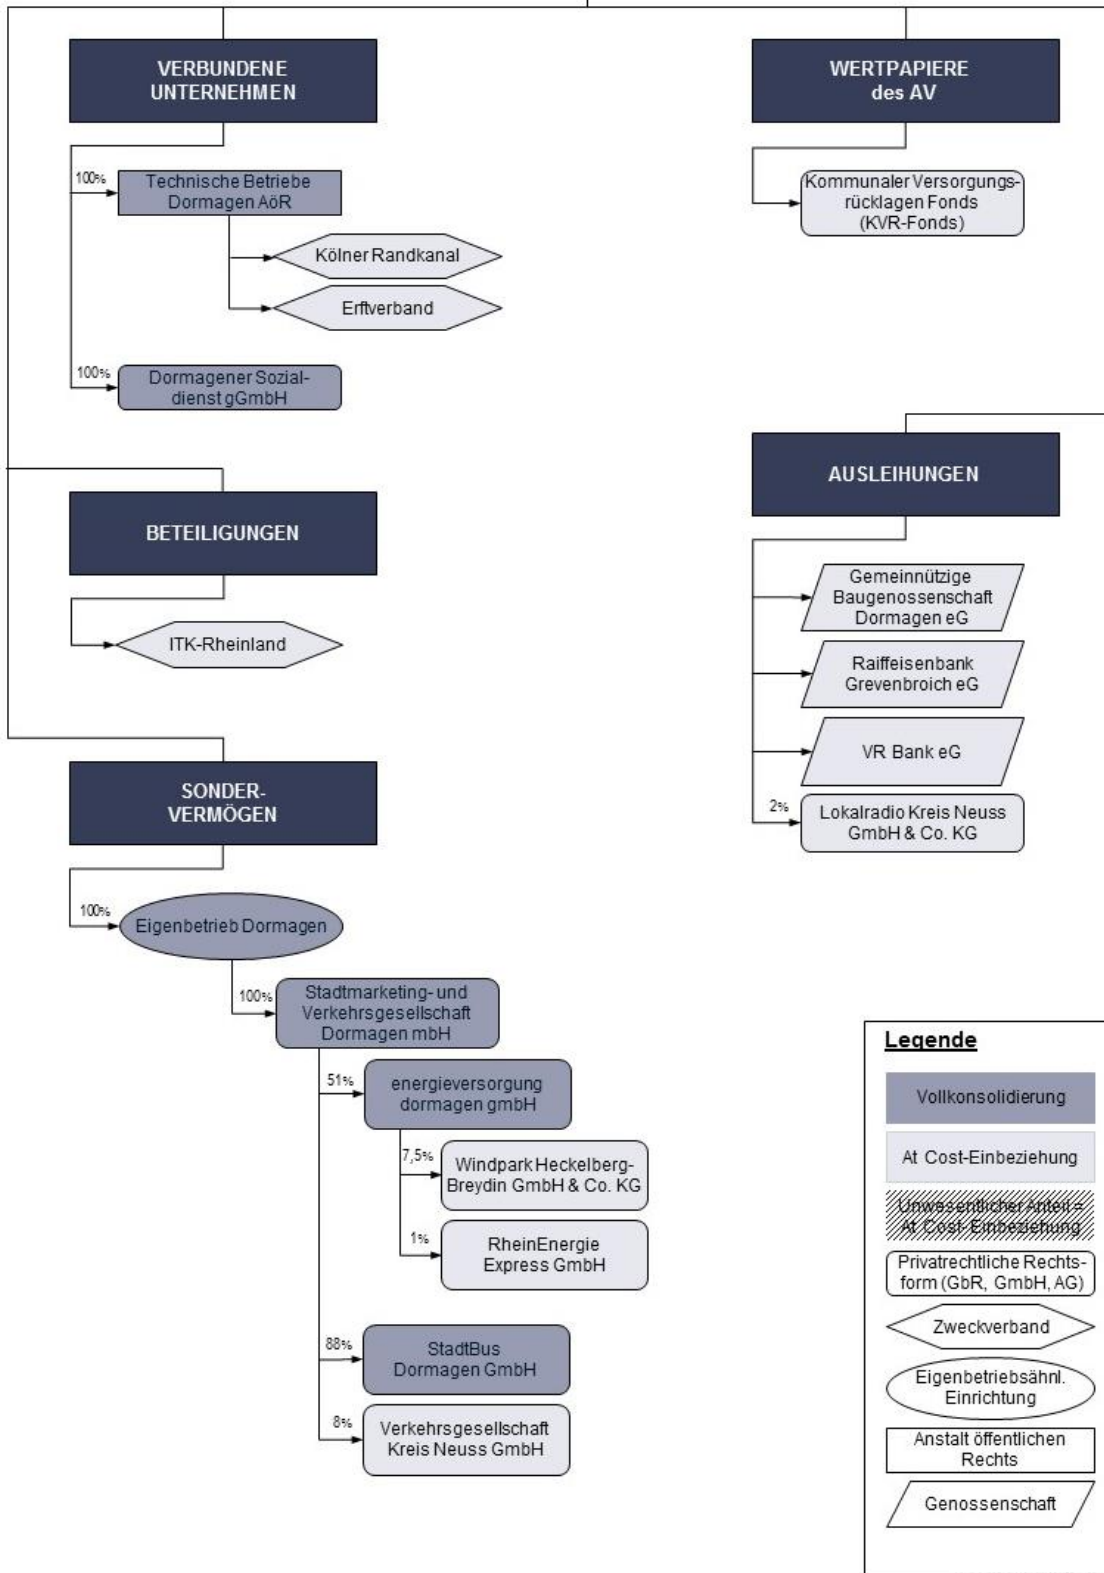 VERBUNDENE
UNTERNEHMEN
100%
Technische Betriebe
Dormagen AöR
Kölner Randkanal
Erftverband
100%
Dormagener Sozial-
dienst gGmbH
BETEILIGUNGEN
ITK-Rheinland
SONDER-
VERMÖGEN
100%
Eigenbetrieb Dormagen
100%
Stadtmarketing- und
Verkehrsgesellschaft
Dormagen mbH
51%
energieversorgung
dormagen gmbH
7,5%
Windpark Heckelberg-
Breydin GmbH & Co. KG
1%
RheinEnergie
Express GmbH
88%
StadtBus
Dormagen GmbH
8%
Verkehrsgesellschaft
Kreis Neuss GmbH
WERTPAPIERE
des AV
Kommunaler Versorgungs-
rücklagen Fonds
(KVR-Fonds)
AUSLEIHUNGEN
Gemeinnützige
Baugenossenschaft
Dormagen eG
Raiffeisenbank
Grevenbroich eG
VR Bank eG
2%
Lokalradio Kreis Neuss
GmbH & Co. KG
Legende
Vollkonsolidierung
At Cost-Einbeziehung
Unwesentlicher Anteil =
At Cost- Einbeziehung
Privatrechtliche Rechts-
form (GbR, GmbH, AG)
Zweckverband
Eigenbetriebsähnl.
Einrichtung
Anstalt öffentlichen
Rechts
Genossenschaft